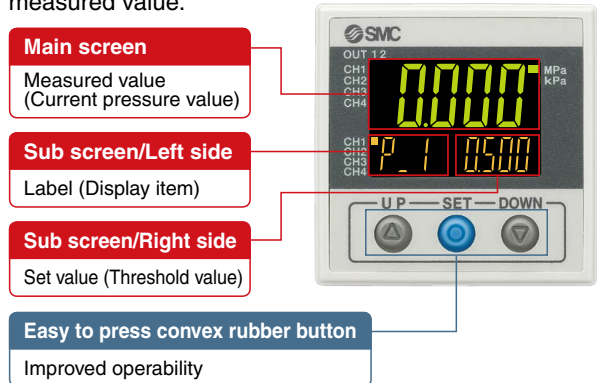 measured value.
Main screen
Measured value
(Current pressure value)
Sub screen/Left side
Label (Display item)
Sub screen/Right side
Set value (Threshold value)
Easy to press convex rubber button
Improved operability
SMC
OUT 1 2
CH1
CH2
CH3
CH4
0.000
MPa
kPa
CH1
CH2
CH3
CH4
P_1
0.500
UP SET DOWN